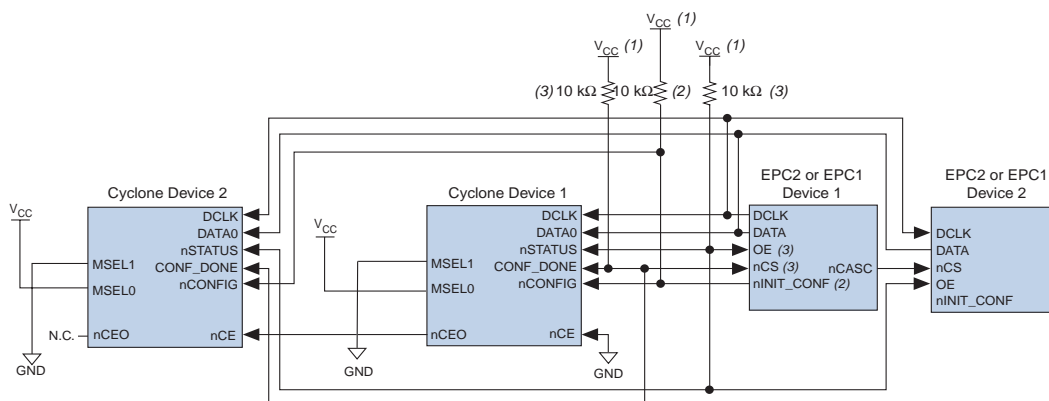 VCC (1)
VCC (1)
VCC (1)
(3) 10 kΩ
10 kΩ
(2)
10 kΩ (3)
Cyclone Device 2
VCC
DCLK
DATA0
nSTATUS
CONF_DONE
nCONFIG
MSEL1
MSEL0
N.C.
nCEO
nCE
GND
Cyclone Device 1
VCC
DCLK
DATA0
nSTATUS
CONF_DONE
nCONFIG
MSEL1
MSEL0
nCEO
nCE
GND
GND
EPC2 or EPC1
Device 1
DCLK
DATA
OE (3)
nCS (3)
nCASC
nINIT_CONF (2)
EPC2 or EPC1
Device 2
DCLK
DATA
nCS
OE
nINIT_CONF